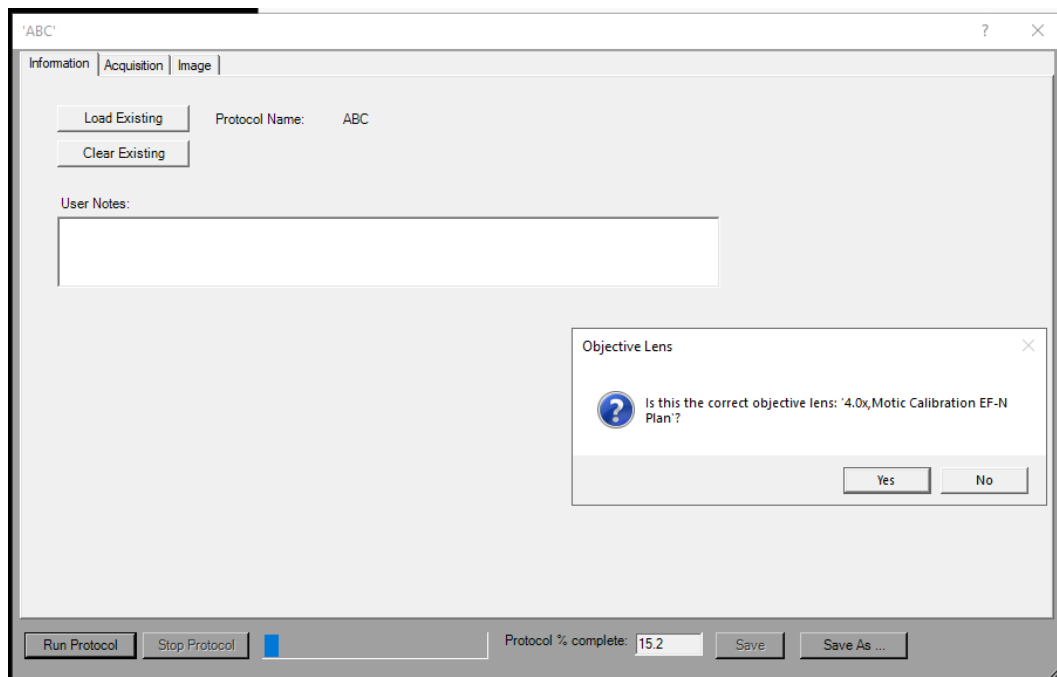 'ABC'
?
Information Acquisition Image
Load Existing Protocol Name: ABC
Clear Existing
User Notes:
Objective Lens
Is this the correct objective lens: '4.0x,Motic Calibration EF-N
Plan'?
Yes No
Run Protocol Stop Protocol Protocol % complete: 15.2 Save Save As ...